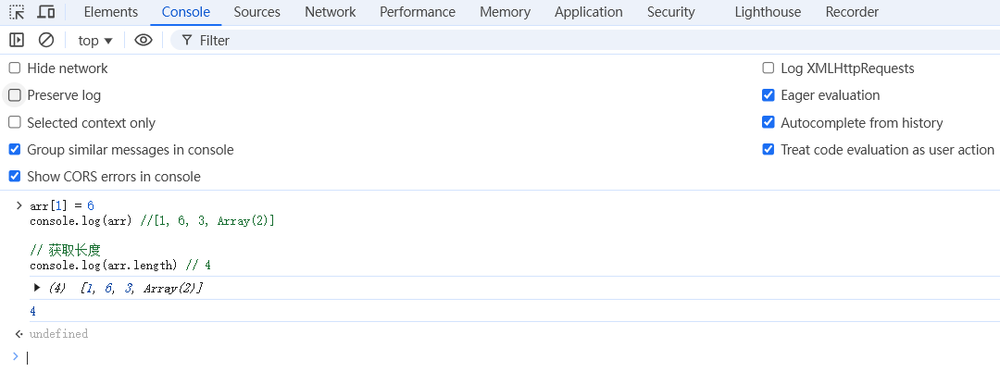 Elements Console Sources Network Performance Memory Application Security Lighthouse Recorder
top Filter
Hide network Log XMLHttpRequests
Preserve log Eager evaluation
Selected context only Autocomplete from history
Group similar messages in console Treat code evaluation as user action
Show CORS errors in console
arr[1] = 6
console.log(arr) //[1, 6, 3, Array(2)]
// 获取长度
console.log(arr.length) // 4
(4) [1, 6, 3, Array(2)]
4
undefined